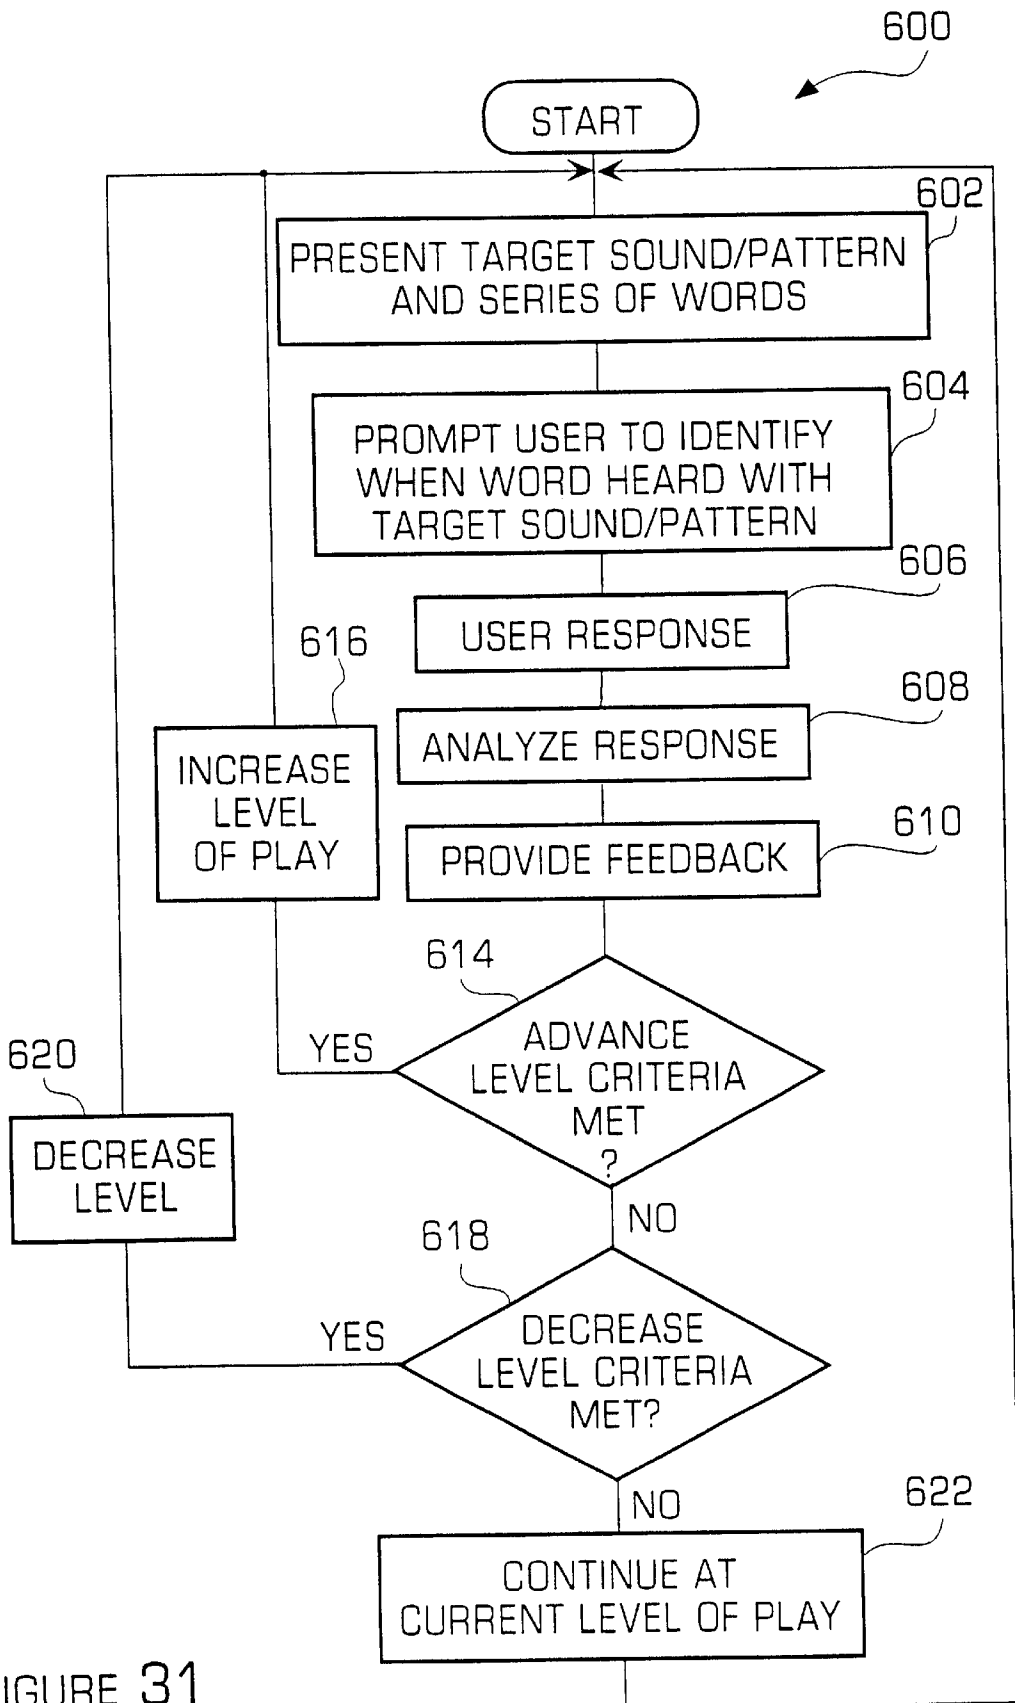 600
START
602
PRESENT TARGET SOUND/PATTERN
AND SERIES OF WORDS
604
PROMPT USER TO IDENTIFY
WHEN WORD HEARD WITH
TARGET SOUND/PATTERN
606
USER RESPONSE
616
608
ANALYZE RESPONSE
INCREASE
LEVEL
OF PLAY
610
PROVIDE FEEDBACK
614
ADVANCE
LEVEL CRITERIA
MET
?
YES
620
DECREASE
LEVEL
NO
618
DECREASE
LEVEL CRITERIA
MET?
YES
NO
622
CONTINUE AT
CURRENT LEVEL OF PLAY
IGURE 31